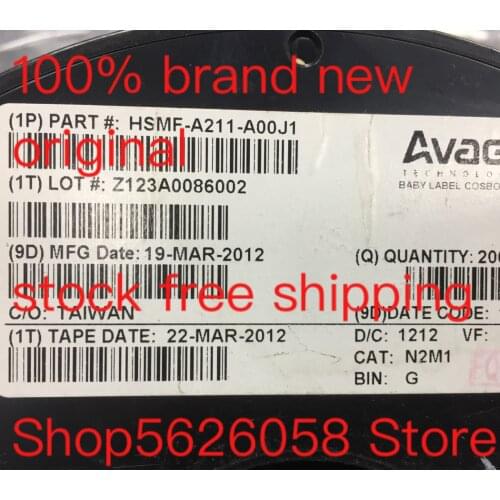 100% brand new
(1P) PART #: HSMF-A211-A00J1
original
Avag
TECHNOLO
(1T) LOT #: Z123A0086002
BABY LABEL COSBO
(9D) MFG Date: 19-MAR-2012
(Q) QUANTITY: 200
stock free shipping
C/O: TAIWAN
(9D)DATE CODE:
(1T) TAPE DATE: 22-MAR-2012
D/C: 1212 VF:
CAT: N2M1
BIN: G
Shop5626058 Store